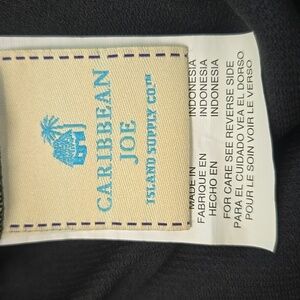 CARIBBEAN
JOE
ISLAND SUPPLY CO.™
MADE IN INDONESIA
FABRIQUE EN INDONESIA
HECHO EN INDONESIA
FOR CARE SEE REVERSE SIDE
PARA EL CUIDADO VEA EL DORSO
POUR LE SOIN VOIR LE VERSO